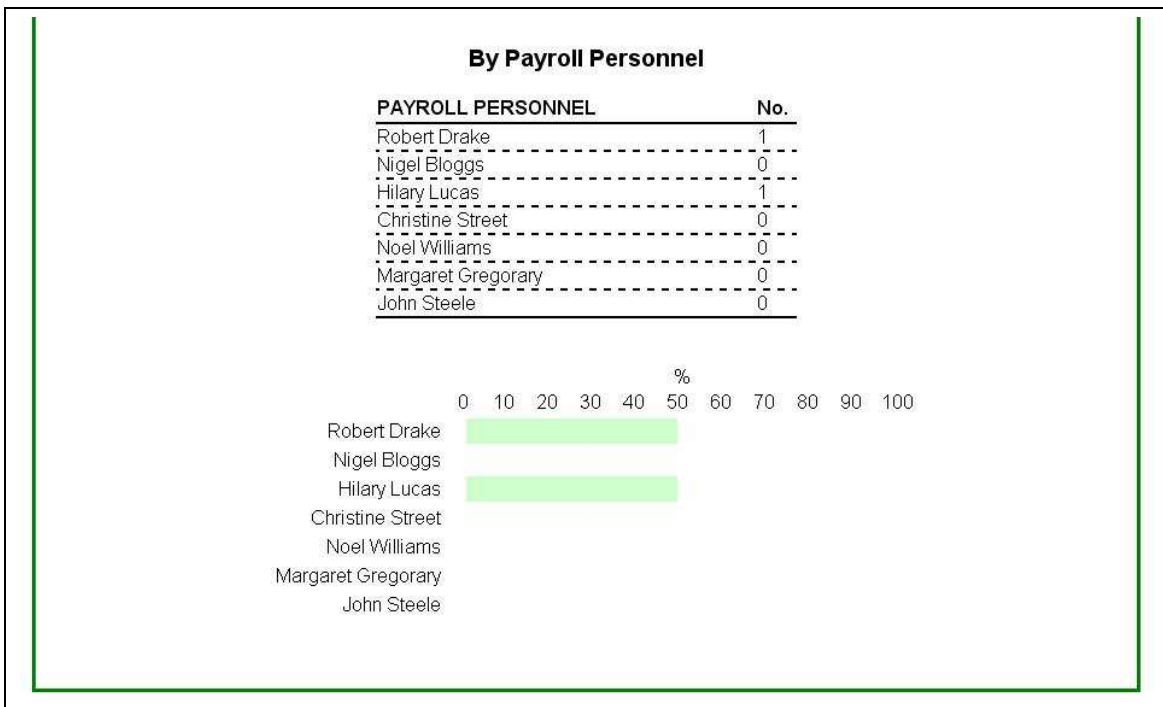 By Payroll Personnel
PAYROLL PERSONNEL No.
Robert Drake 1
Nigel Bloggs 0
Hilary Lucas 1
Christine Street 0
Noel Williams 0
Margaret Gregorary 0
John Steele 0
%
0 10 20 30 40 50 60 70 80 90 100
Robert Drake
Nigel Bloggs
Hilary Lucas
Christine Street
Noel Williams
Margaret Gregorary
John Steele